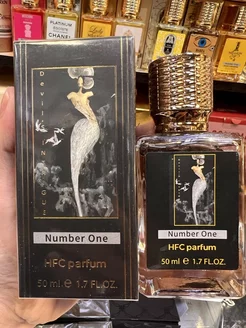 PLATINUM
CHANEL
Number One
HFC parfum
50 ml ℮ 1.7 FL.OZ.
Number One
HFC parfum
50 ml ℮ 1.7 FL.OZ.